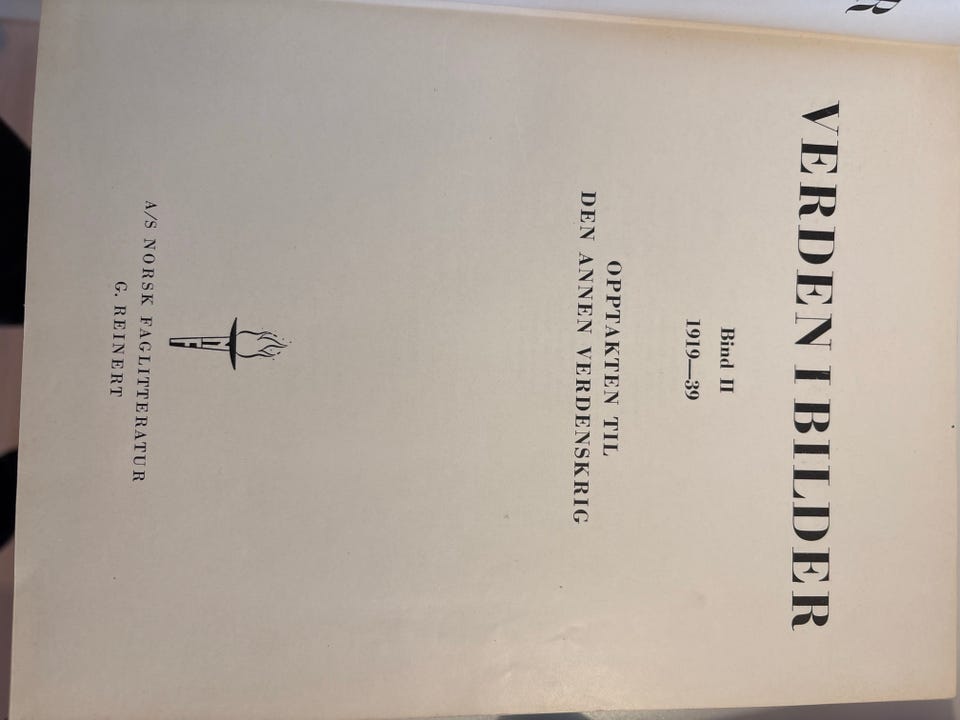 VERDEN I BILDER
Bind II
1919—39
OPPTAKTEN TIL
DEN ANNEN VERDENSKRIG
A/S NORSK FAGLITTERATUR
G. REINERT